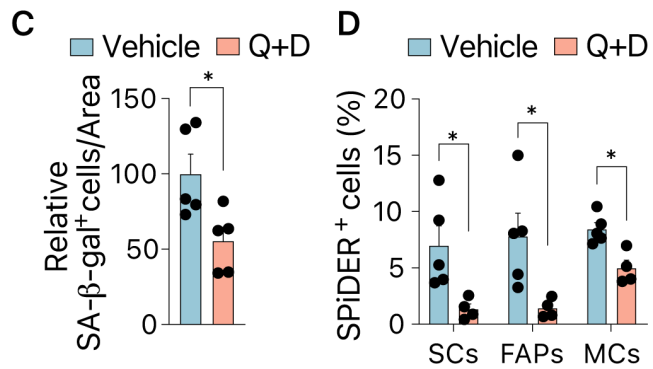 C
Vehicle Q+D
Relative
SA-β-gal⁺ cells/Area
150
100
50
0
*
D
Vehicle Q+D
SPiDER⁺ cells (%)
20
15
10
5
0
* * *
SCs FAPs MCs